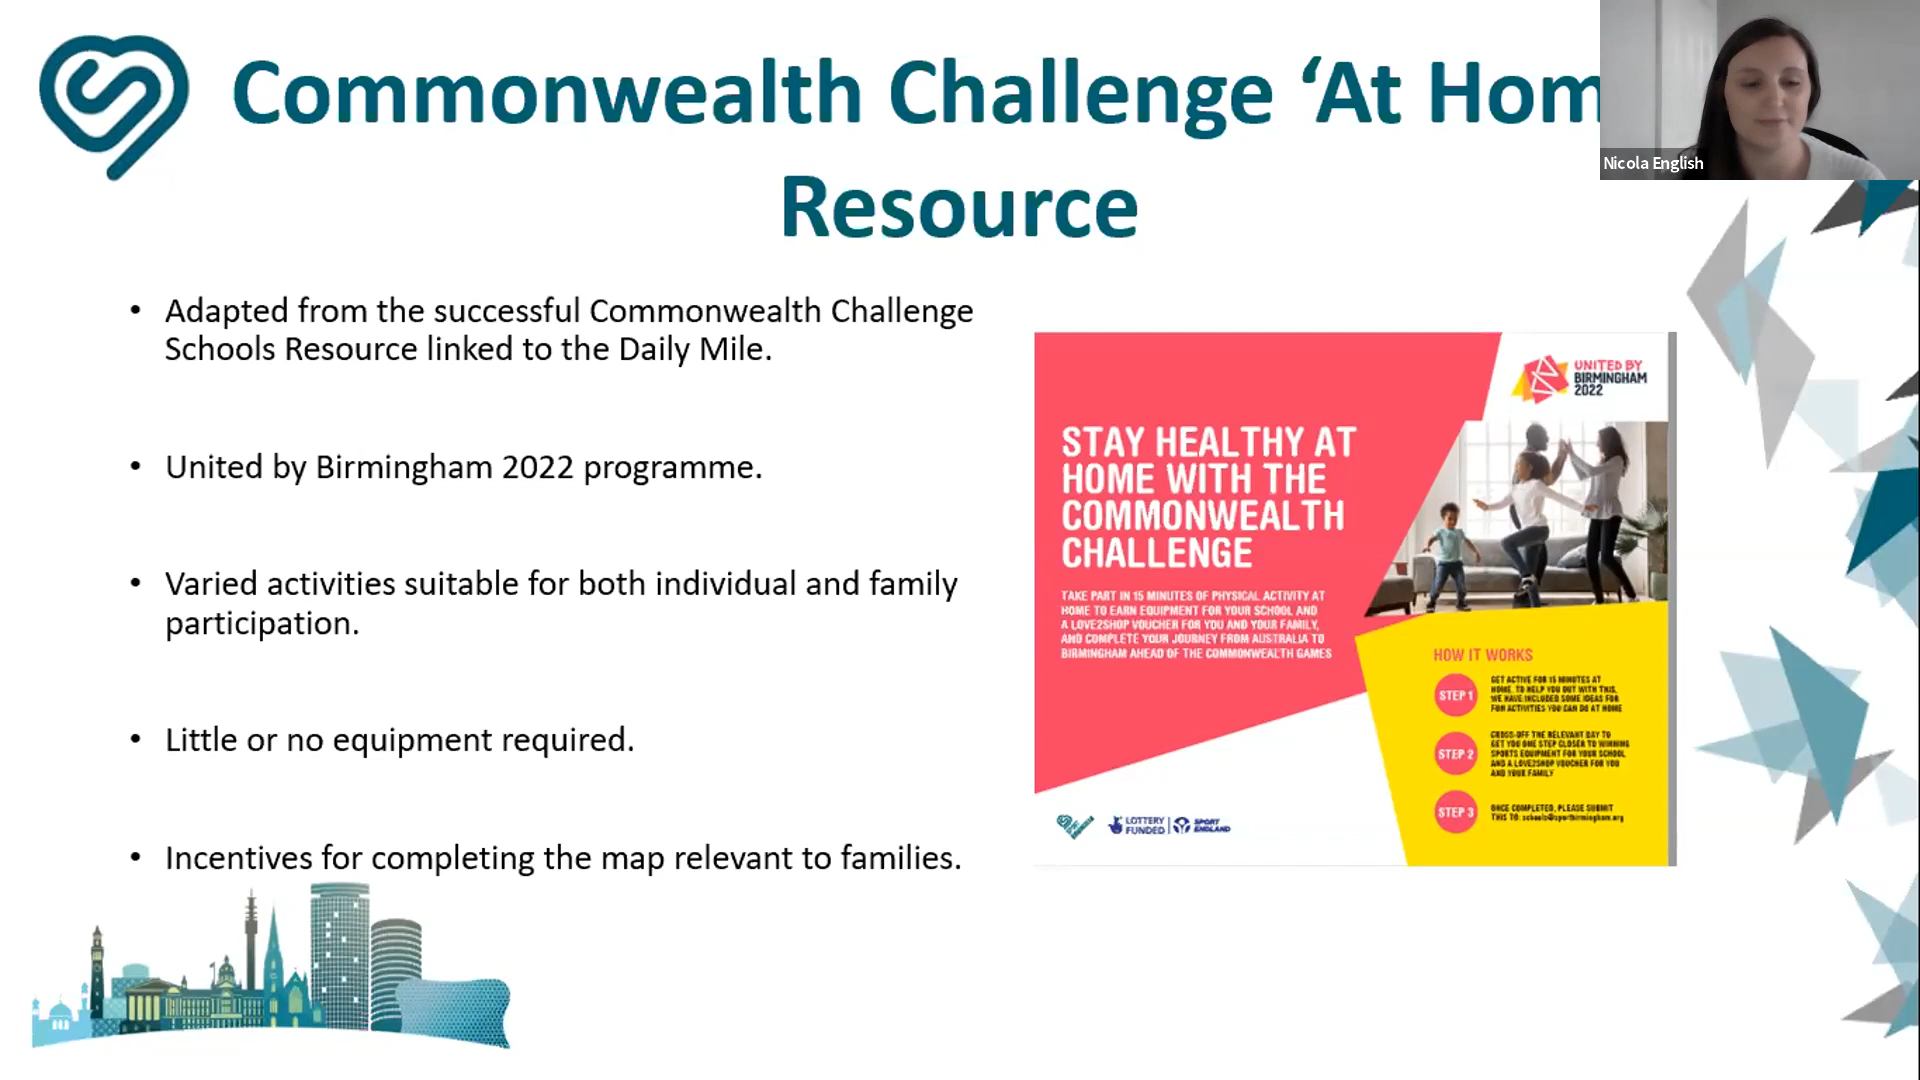 Commonwealth Challenge ‘At Hom
Resource
Nicola English
• Adapted from the successful Commonwealth Challenge
Schools Resource linked to the Daily Mile.
• United by Birmingham 2022 programme.
• Varied activities suitable for both individual and family
participation.
• Little or no equipment required.
• Incentives for completing the map relevant to families.
UNITED BY
BIRMINGHAM
2022
STAY HEALTHY AT
HOME WITH THE
COMMONWEALTH
CHALLENGE
TAKE PART IN 15 MINUTES OF PHYSICAL ACTIVITY AT
HOME TO EARN EQUIPMENT FOR YOUR SCHOOL AND
A LOVE2SHOP VOUCHER FOR YOU AND YOUR FAMILY,
AND COMPLETE YOUR JOURNEY FROM AUSTRALIA TO
BIRMINGHAM AHEAD OF THE COMMONWEALTH GAMES
HOW IT WORKS
STEP 1
GET ACTIVE FOR 15 MINUTES AT
HOME. TO HELP YOU OUT WITH THIS,
WE HAVE INCLUDED SOME IDEAS FOR
FUN ACTIVITIES YOU CAN DO AT HOME
STEP 2
CROSS-OFF THE RELEVANT DAY TO
GET YOU ONE STEP CLOSER TO WINNING
SPORTS EQUIPMENT FOR YOUR SCHOOL
AND A LOVE2SHOP VOUCHER FOR YOU
AND YOUR FAMILY
STEP 3
ONCE COMPLETED, PLEASE SUBMIT
THIS TO: schools@sportbirmingham.org
LOTTERY
FUNDED
SPORT
ENGLAND